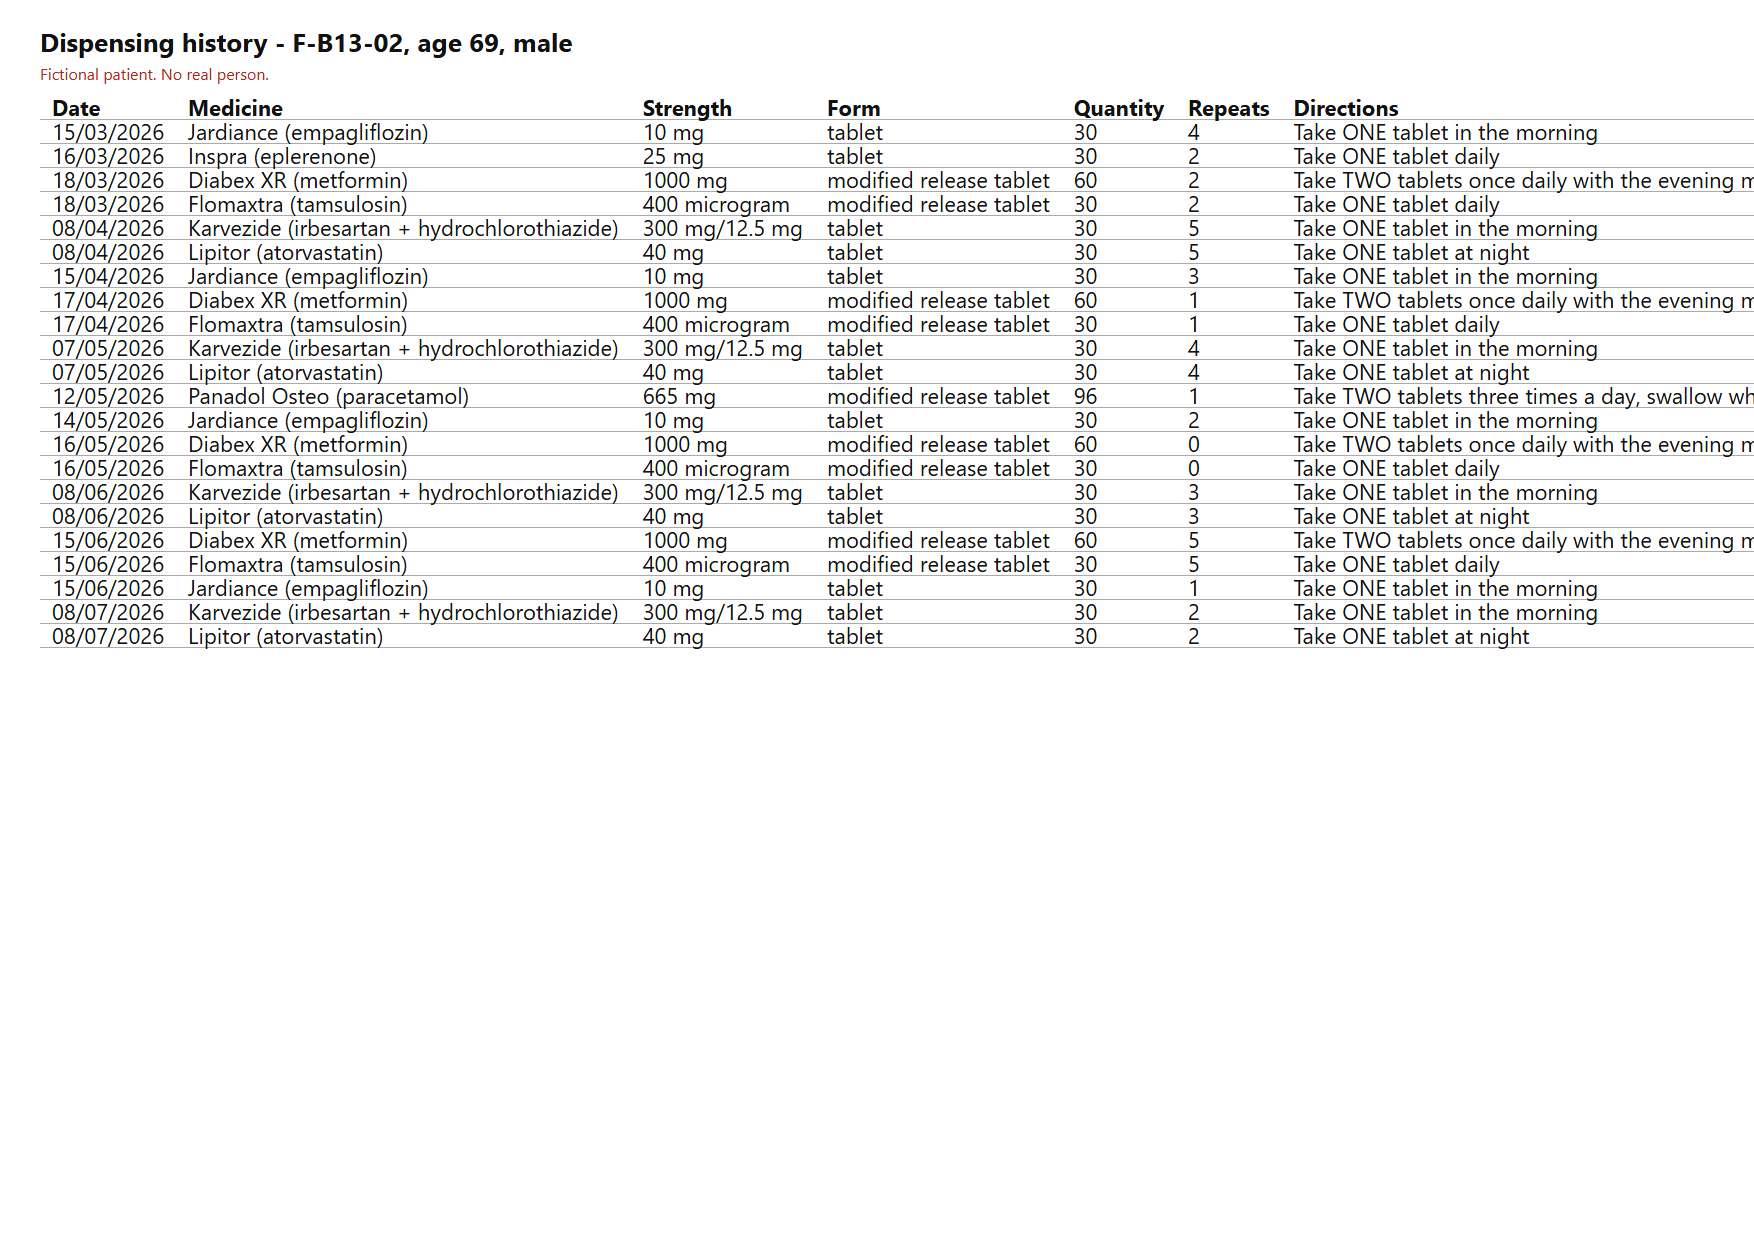 Dispensing history - F-B13-02, age 69, male
Fictional patient. No real person.
Date Medicine Strength Form Quantity Repeats Directions
15/03/2026 Jardiance (empagliflozin) 10 mg tablet 30 4 Take ONE tablet in the morning
16/03/2026 Inspra (eplerenone) 25 mg tablet 30 2 Take ONE tablet daily
18/03/2026 Diabex XR (metformin) 1000 mg modified release tablet 60 2 Take TWO tablets once daily with the evening
18/03/2026 Flomaxtra (tamsulosin) 400 microgram modified release tablet 30 2 Take ONE tablet daily
08/04/2026 Karvezide (irbesartan + hydrochlorothiazide) 300 mg/12.5 mg tablet 30 5 Take ONE tablet in the morning
08/04/2026 Lipitor (atorvastatin) 40 mg tablet 30 5 Take ONE tablet at night
15/04/2026 Jardiance (empagliflozin) 10 mg tablet 30 3 Take ONE tablet in the morning
17/04/2026 Diabex XR (metformin) 1000 mg modified release tablet 60 1 Take TWO tablets once daily with the evening
17/04/2026 Flomaxtra (tamsulosin) 400 microgram modified release tablet 30 1 Take ONE tablet daily
07/05/2026 Karvezide (irbesartan + hydrochlorothiazide) 300 mg/12.5 mg tablet 30 4 Take ONE tablet in the morning
07/05/2026 Lipitor (atorvastatin) 40 mg tablet 30 4 Take ONE tablet at night
12/05/2026 Panadol Osteo (paracetamol) 665 mg modified release tablet 96 1 Take TWO tablets three times a day, swallow
14/05/2026 Jardiance (empagliflozin) 10 mg tablet 30 2 Take ONE tablet in the morning
16/05/2026 Diabex XR (metformin) 1000 mg modified release tablet 60 0 Take TWO tablets once daily with the evening
16/05/2026 Flomaxtra (tamsulosin) 400 microgram modified release tablet 30 0 Take ONE tablet daily
08/06/2026 Karvezide (irbesartan + hydrochlorothiazide) 300 mg/12.5 mg tablet 30 3 Take ONE tablet in the morning
08/06/2026 Lipitor (atorvastatin) 40 mg tablet 30 3 Take ONE tablet at night
15/06/2026 Diabex XR (metformin) 1000 mg modified release tablet 60 5 Take TWO tablets once daily with the evening
15/06/2026 Flomaxtra (tamsulosin) 400 microgram modified release tablet 30 5 Take ONE tablet daily
15/06/2026 Jardiance (empagliflozin) 10 mg tablet 30 1 Take ONE tablet in the morning
08/07/2026 Karvezide (irbesartan + hydrochlorothiazide) 300 mg/12.5 mg tablet 30 2 Take ONE tablet in the morning
08/07/2026 Lipitor (atorvastatin) 40 mg tablet 30 2 Take ONE tablet at night